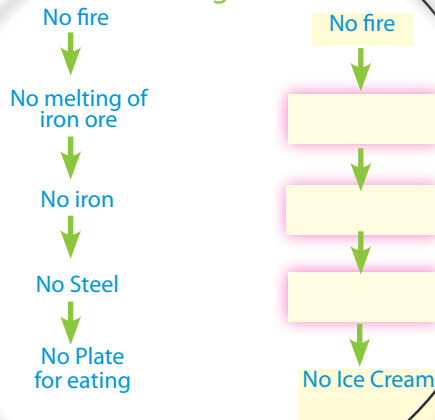 No fire
No melting of
iron ore
No iron
No Steel
No Plate
for eating
No fire
No Ice Cream